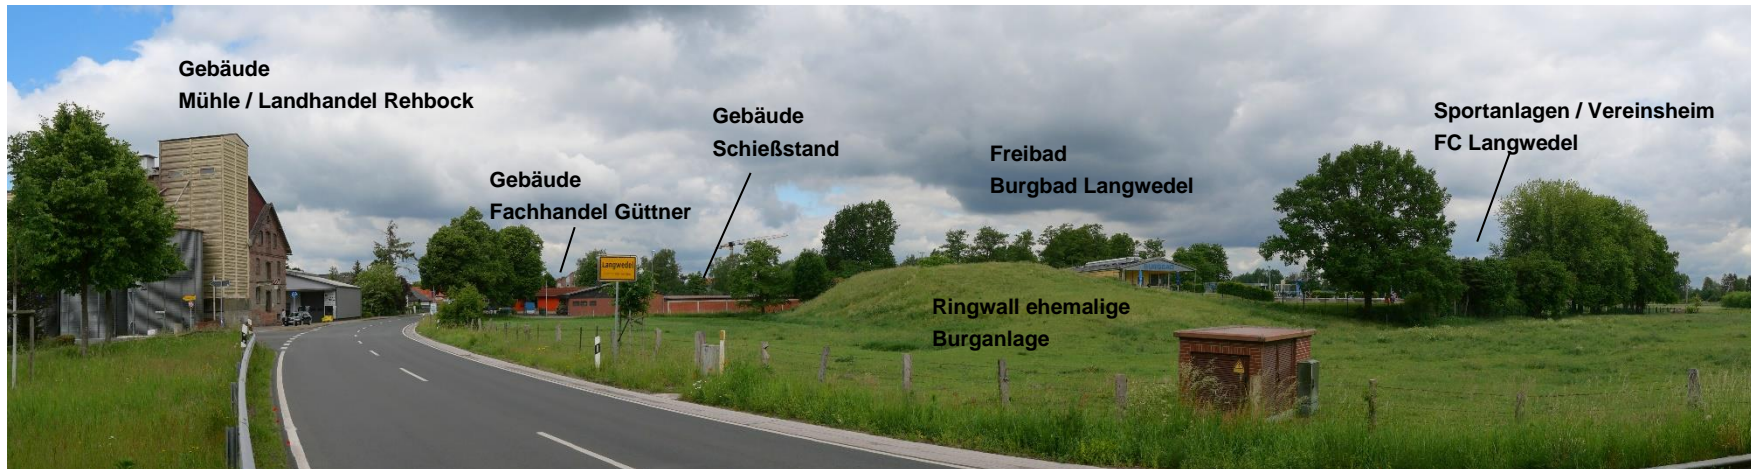 Gebäude
Mühle / Landhandel Rehbock
Gebäude
Fachhandel Güttner
Gebäude
Schießstand
Freibad
Burgbad Langwedel
Sportanlagen / Vereinsheim
FC Langwedel
Langwedel
Ringwall ehemalige
Burganlage